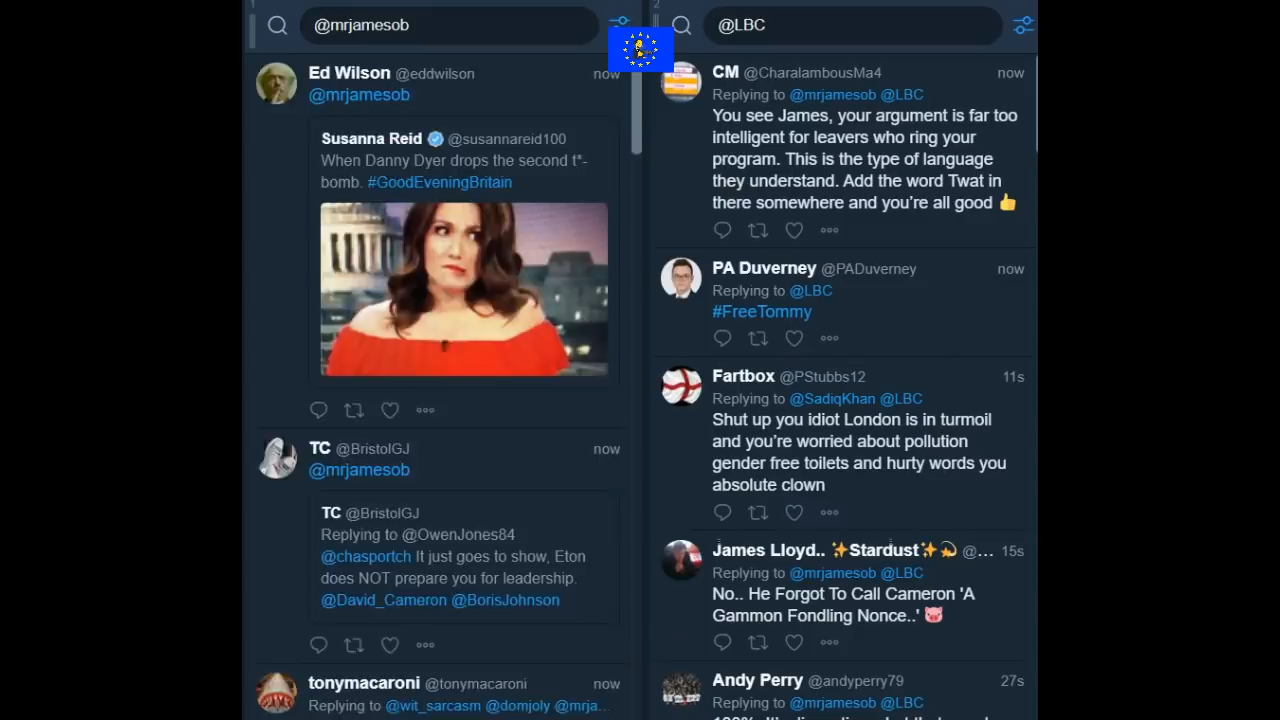 1
@mrjamesob
Ed Wilson @eddwilson now
@mrjamesob
Susanna Reid @susannareid100
When Danny Dyer drops the second t*-
bomb. #GoodEveningBritain
TC @BristolGJ now
@mrjamesob
TC @BristolGJ
Replying to @OwenJones84
@chasportch It just goes to show, Eton
does NOT prepare you for leadership.
@David_Cameron @BorisJohnson
tonymacaroni @tonymacaroni now
Replying to @wit_sarcasm @domjoly @mrja...
2
@LBC
CM @CharalambousMa4 now
Replying to @mrjamesob @LBC
You see James, your argument is far too
intelligent for leavers who ring your
program. This is the type of language
they understand. Add the word Twat in
there somewhere and you’re all good 👍
PA Duverney @PADuverney now
Replying to @LBC
#FreeTommy
Fartbox @PStubbs12 11s
Replying to @SadiqKhan @LBC
Shut up you idiot London is in turmoil
and you’re worried about pollution
gender free toilets and hurty words you
absolute clown
James Lloyd.. ✨Stardust✨💫 @... 15s
Replying to @mrjamesob @LBC
No.. He Forgot To Call Cameron 'A
Gammon Fondling Nonce..' 🐷
Andy Perry @andyperry79 27s
Replying to @mrjamesob @LBC